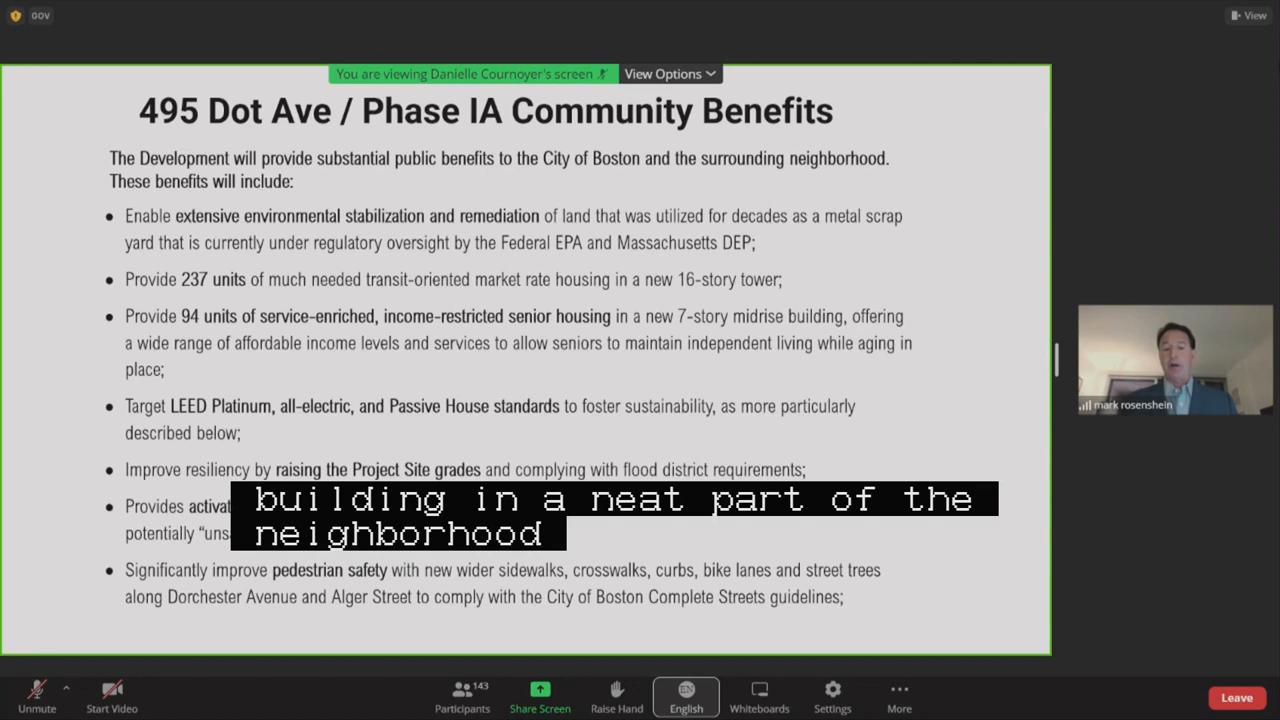 GOV
View
You are viewing Danielle Cournoyer's screen
View Options
495 Dot Ave / Phase IA Community Benefits
The Development will provide substantial public benefits to the City of Boston and the surrounding neighborhood.
These benefits will include:
• Enable extensive environmental stabilization and remediation of land that was utilized for decades as a metal scrap
yard that is currently under regulatory oversight by the Federal EPA and Massachusetts DEP;
• Provide 237 units of much needed transit-oriented market rate housing in a new 16-story tower;
• Provide 94 units of service-enriched, income-restricted senior housing in a new 7-story midrise building, offering
a wide range of affordable income levels and services to allow seniors to maintain independent living while aging in
place;
• Target LEED Platinum, all-electric, and Passive House standards to foster sustainability, as more particularly
described below;
• Improve resiliency by raising the Project Site grades and complying with flood district requirements;
• Provides
potentially
building in a neat part of the
neighborhood
• Significantly improve pedestrian safety with new wider sidewalks, crosswalks, curbs, bike lanes and street trees
along Dorchester Avenue and Alger Street to comply with the City of Boston Complete Streets guidelines;
mark rosenshein
Unmute
Start Video
143
Participants
Share Screen
Raise Hand
EN
English
Whiteboards
Settings
More
Leave